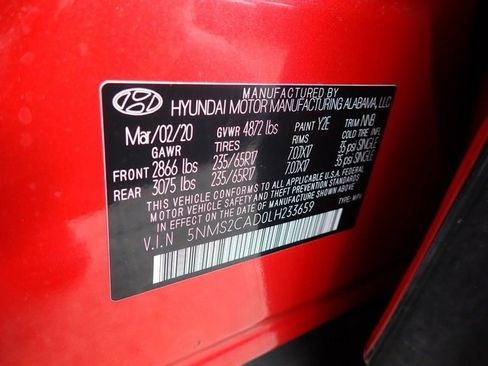 MANUFACTURED BY
HYUNDAI MOTOR MANUFACTURING ALABAMA, LLC
Mar/02/20 GVWR 4872 lbs PAINT Y2E TRIM NNB
GAWR TIRES RIMS COLD TIRE INFL
FRONT 2866 lbs 235/65R17 7.0JX17 35 psi SINGLE
REAR 3075 lbs 235/65R17 7.0JX17 35 psi SINGLE
THIS VEHICLE CONFORMS TO ALL APPLICABLE U.S.A. FEDERAL
MOTOR VEHICLE SAFETY, BUMPER, AND THEFT PREVENTION
STANDARDS IN EFFECT ON THE DATE OF MANUFACTURE SHOWN ABOVE.
V.I.N 5NMS2CAD0LH233659 TYPE: MPV